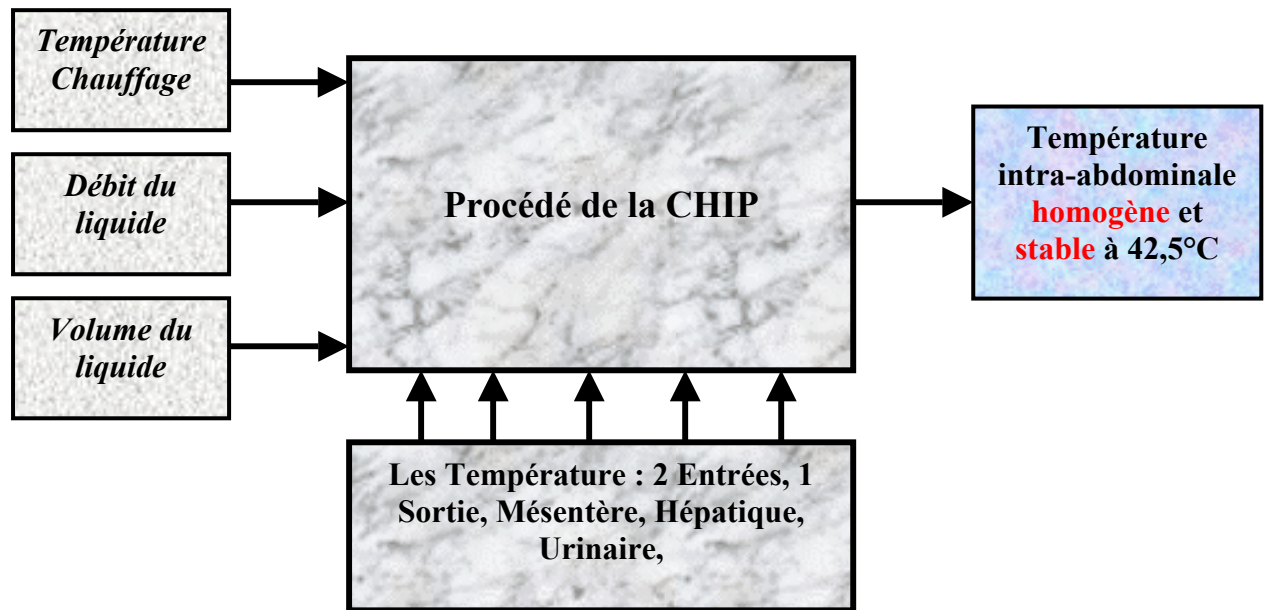 Température
Chauffage
Débit du
liquide
Volume du
liquide
Procédé de la CHIP
Température
intra-abdominale
homogène et
stable à 42,5°C
Les Température : 2 Entrées, 1
Sortie, Mésentère, Hépatique,
Urinaire,